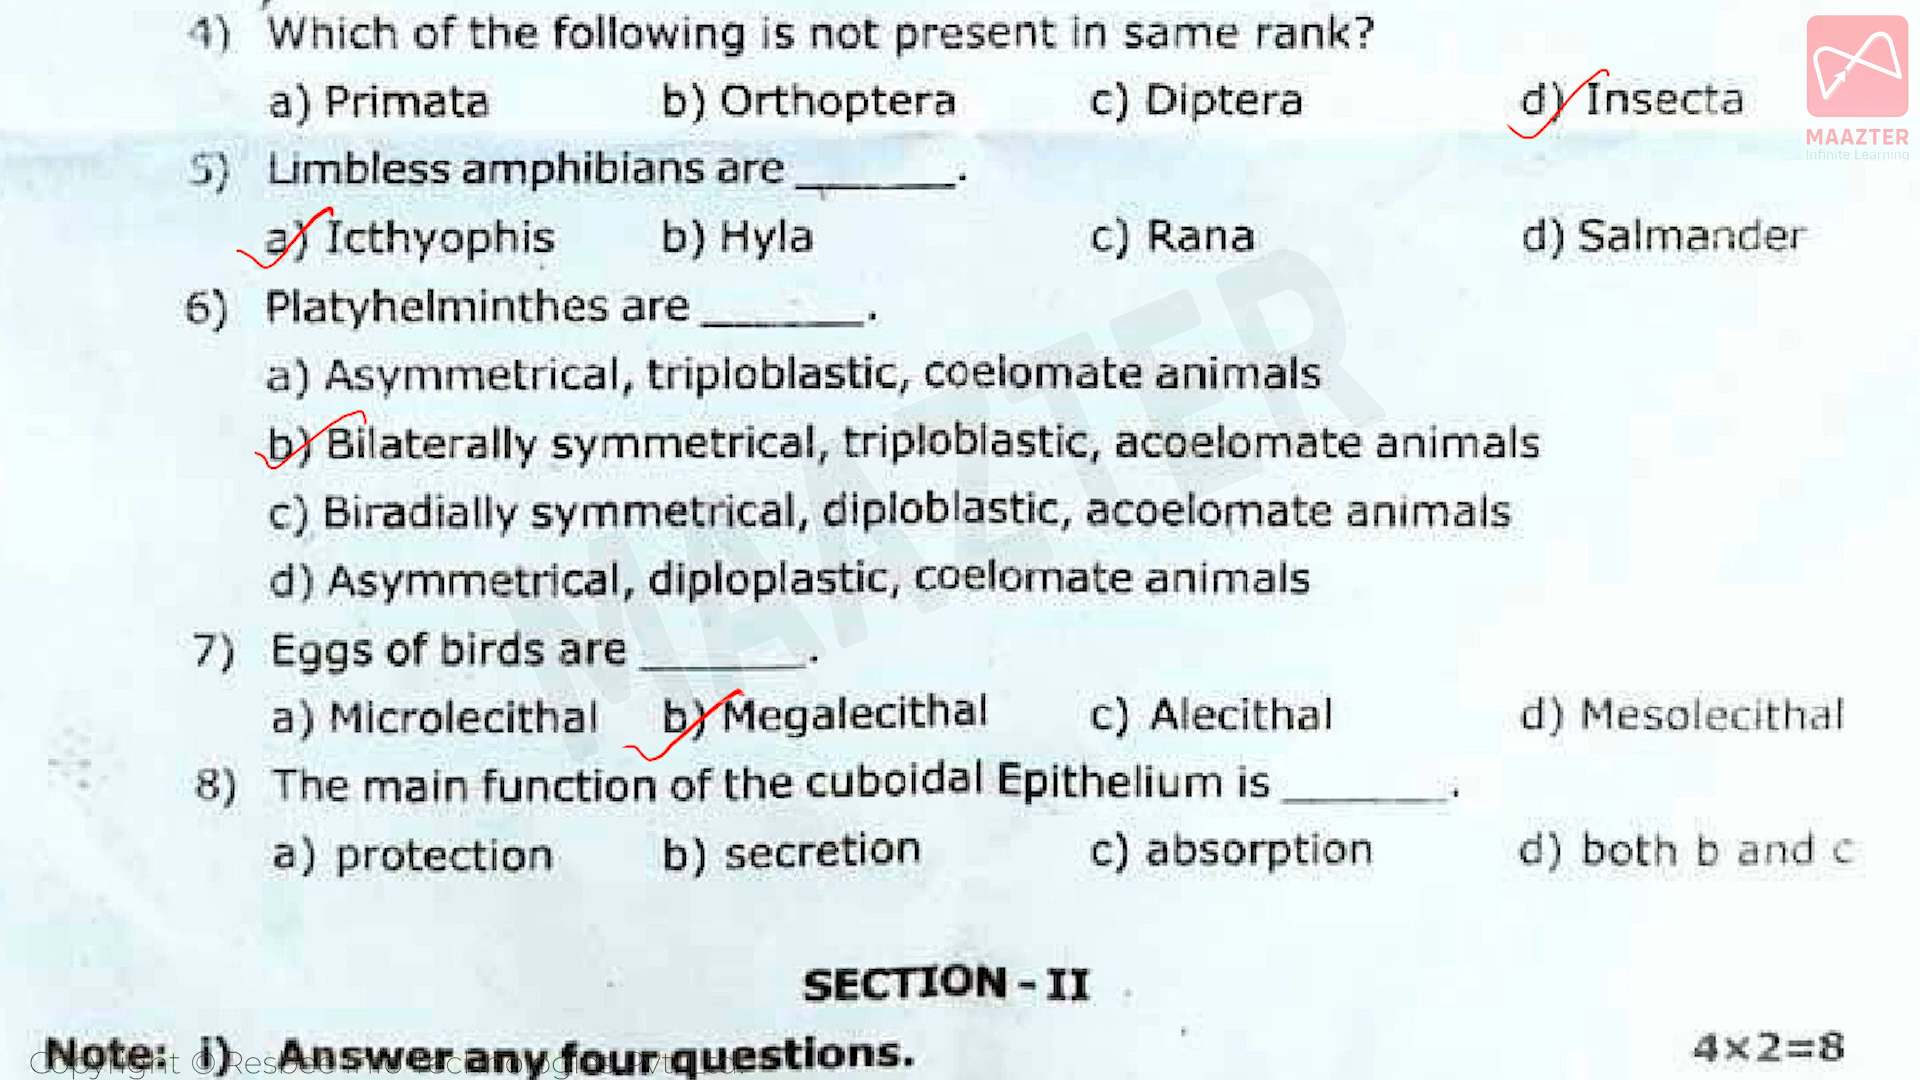 4) Which of the following is not present in same rank?
a) Primata b) Orthoptera c) Diptera d) Insecta
MAAZTER
Infinite Learning
5) Limbless amphibians are ______.
a) Icthyophis b) Hyla c) Rana d) Salmander
6) Platyhelminthes are ______.
a) Asymmetrical, triploblastic, coelomate animals
b) Bilaterally symmetrical, triploblastic, acoelomate animals
c) Biradially symmetrical, diploblastic, acoelomate animals
d) Asymmetrical, diploplastic, coelomate animals
MAAZTER
7) Eggs of birds are ______.
a) Microlecithal b) Megalecithal c) Alecithal d) Mesolecithal
8) The main function of the cuboidal Epithelium is ______.
a) protection b) secretion c) absorption d) both b and c
SECTION - II
Note: i) Answer any four questions. 4×2=8
Copyright ©